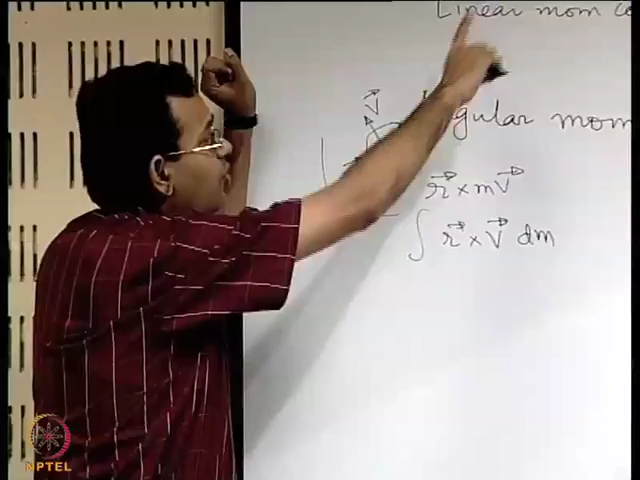 Linear mom
v⃗
gular mom
r⃗ × m v⃗
∫ r⃗ × v⃗ dm
NPTEL